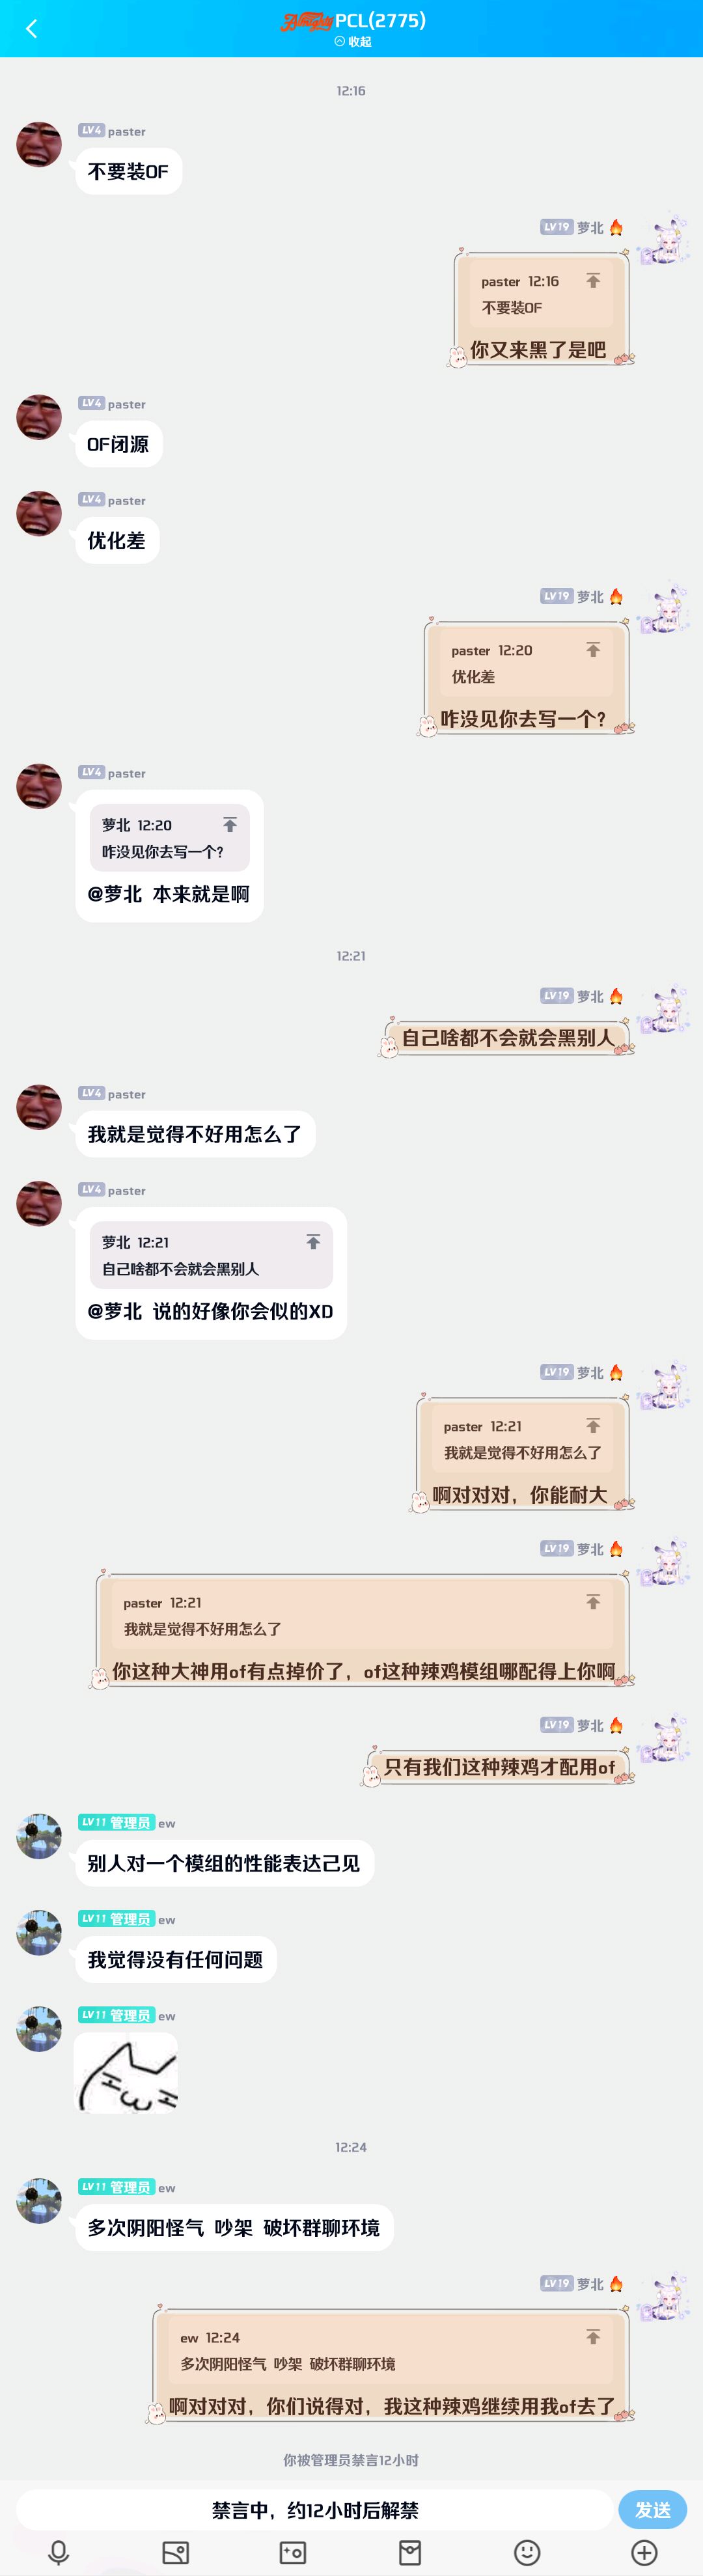 Almighty PCL(2775)
收起
12:16
LV4 paster
不要装OF
LV19 萝北
paster 12:16
不要装OF
你又来黑了是吧
LV4 paster
OF闭源
LV4 paster
优化差
LV19 萝北
paster 12:20
优化差
咋没见你去写一个?
LV4 paster
萝北 12:20
咋没见你去写一个?
@萝北 本来就是啊
12:21
LV19 萝北
自己啥都不会就会黑别人
LV4 paster
我就是觉得不好用怎么了
LV4 paster
萝北 12:21
自己啥都不会就会黑别人
@萝北 说的好像你会似的XD
LV19 萝北
paster 12:21
我就是觉得不好用怎么了
啊对对对，你能耐大
LV19 萝北
paster 12:21
我就是觉得不好用怎么了
你这种大神用of有点掉价了，of这种辣鸡模组哪配得上你啊
LV19 萝北
只有我们这种辣鸡才配用of
LV11 管理员 ew
别人对一个模组的性能表达己见
LV11 管理员 ew
我觉得没有任何问题
LV11 管理员 ew
12:24
LV11 管理员 ew
多次阴阳怪气 吵架 破坏群聊环境
LV19 萝北
ew 12:24
多次阴阳怪气 吵架 破坏群聊环境
啊对对对，你们说得对，我这种辣鸡继续用我of去了
你被管理员禁言12小时
禁言中，约12小时后解禁
发送